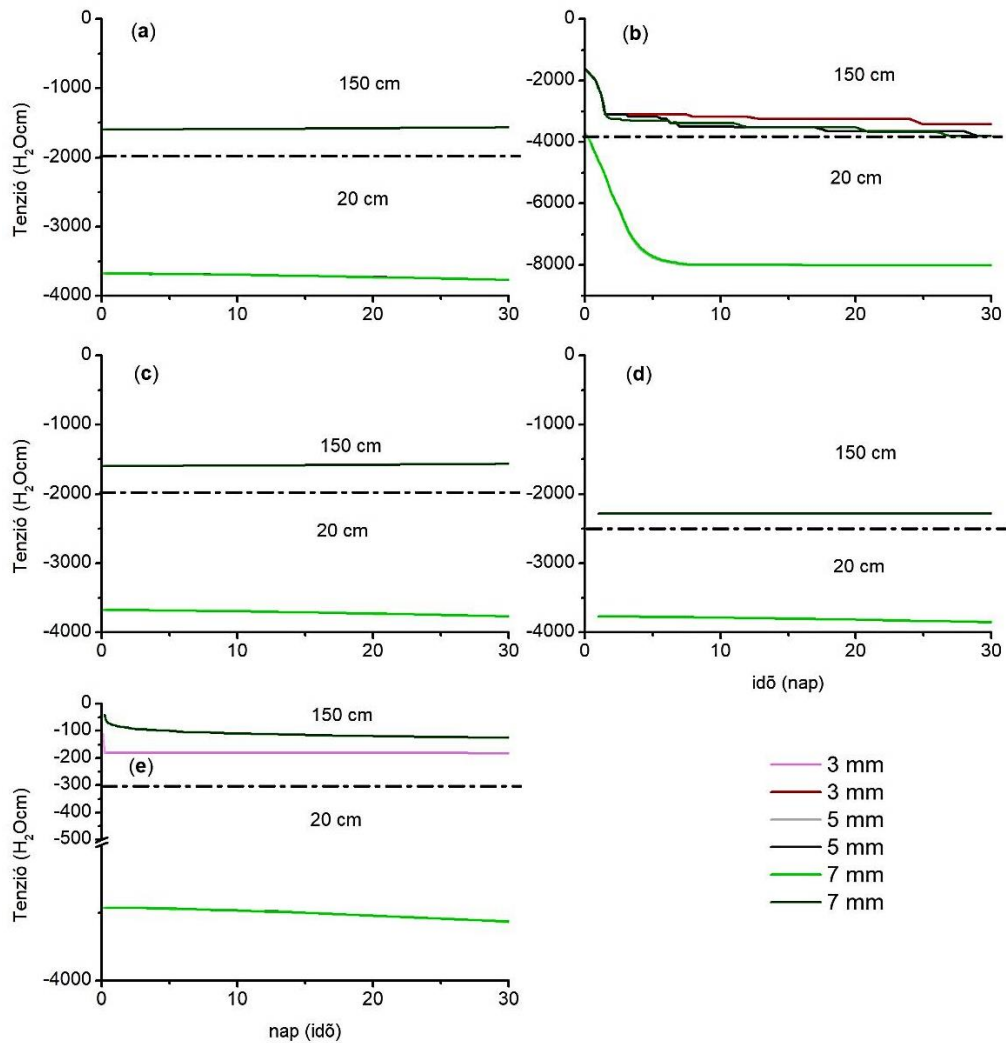 (a)
Tenzió (H₂Ocm)
0
-1000
-2000
-3000
-4000
150 cm
20 cm
0
10
20
30
(b)
0
-2000
-4000
-6000
-8000
150 cm
20 cm
0
10
20
30
(c)
Tenzió (H₂Ocm)
0
-1000
-2000
-3000
-4000
150 cm
20 cm
0
10
20
30
(d)
0
-1000
-2000
-3000
-4000
150 cm
20 cm
0
10
20
30
idõ (nap)
(e)
Tenzió (H₂Ocm)
0
-100
-200
-300
-400
-500
-4000
150 cm
20 cm
0
10
20
30
nap (idõ)
3 mm
3 mm
5 mm
5 mm
7 mm
7 mm